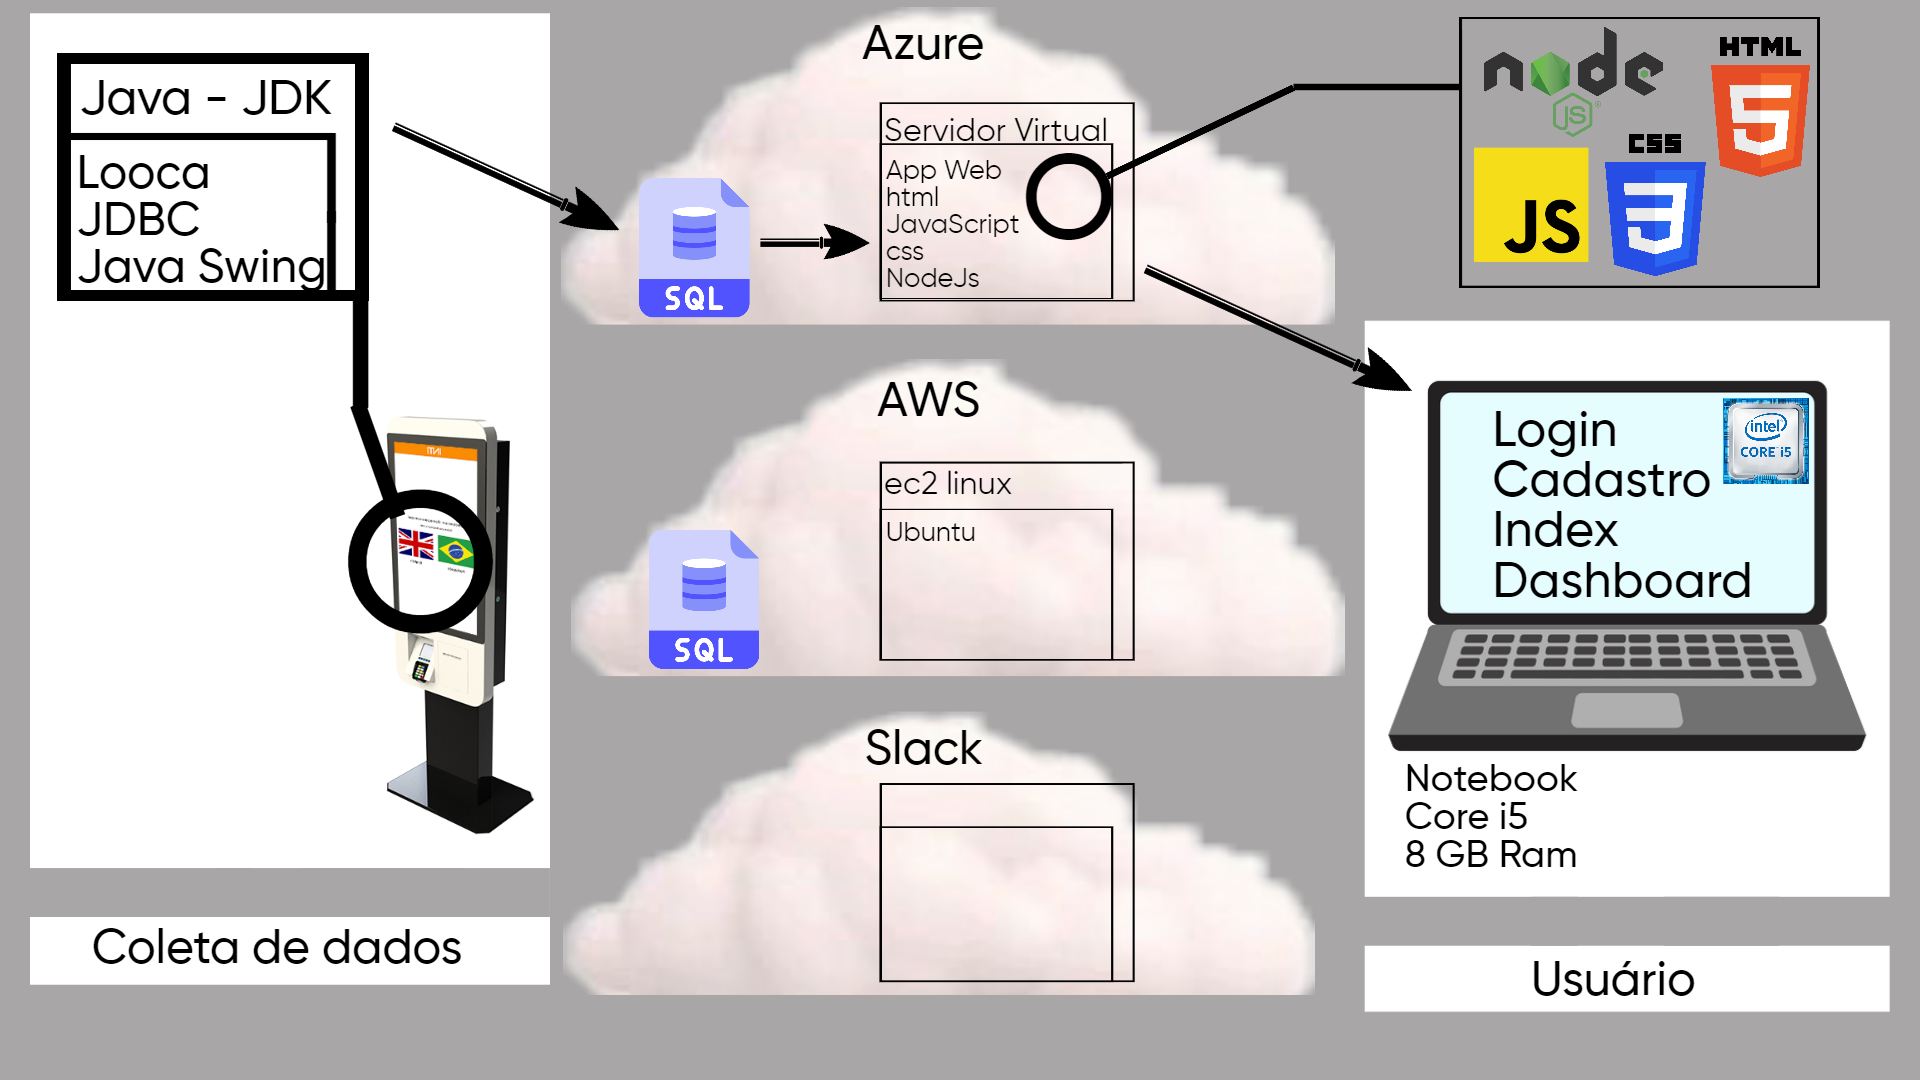 Java - JDK
Looca
JDBC
Java Swing
Coleta de dados
Azure
Servidor Virtual
App Web
html
JavaScript
css
NodeJs
SQL
AWS
ec2 linux
Ubuntu
SQL
Slack
node
JS
HTML
5
CSS
3
JS
Login
Cadastro
Index
Dashboard
intel
CORE i5
Notebook
Core i5
8 GB Ram
Usuário